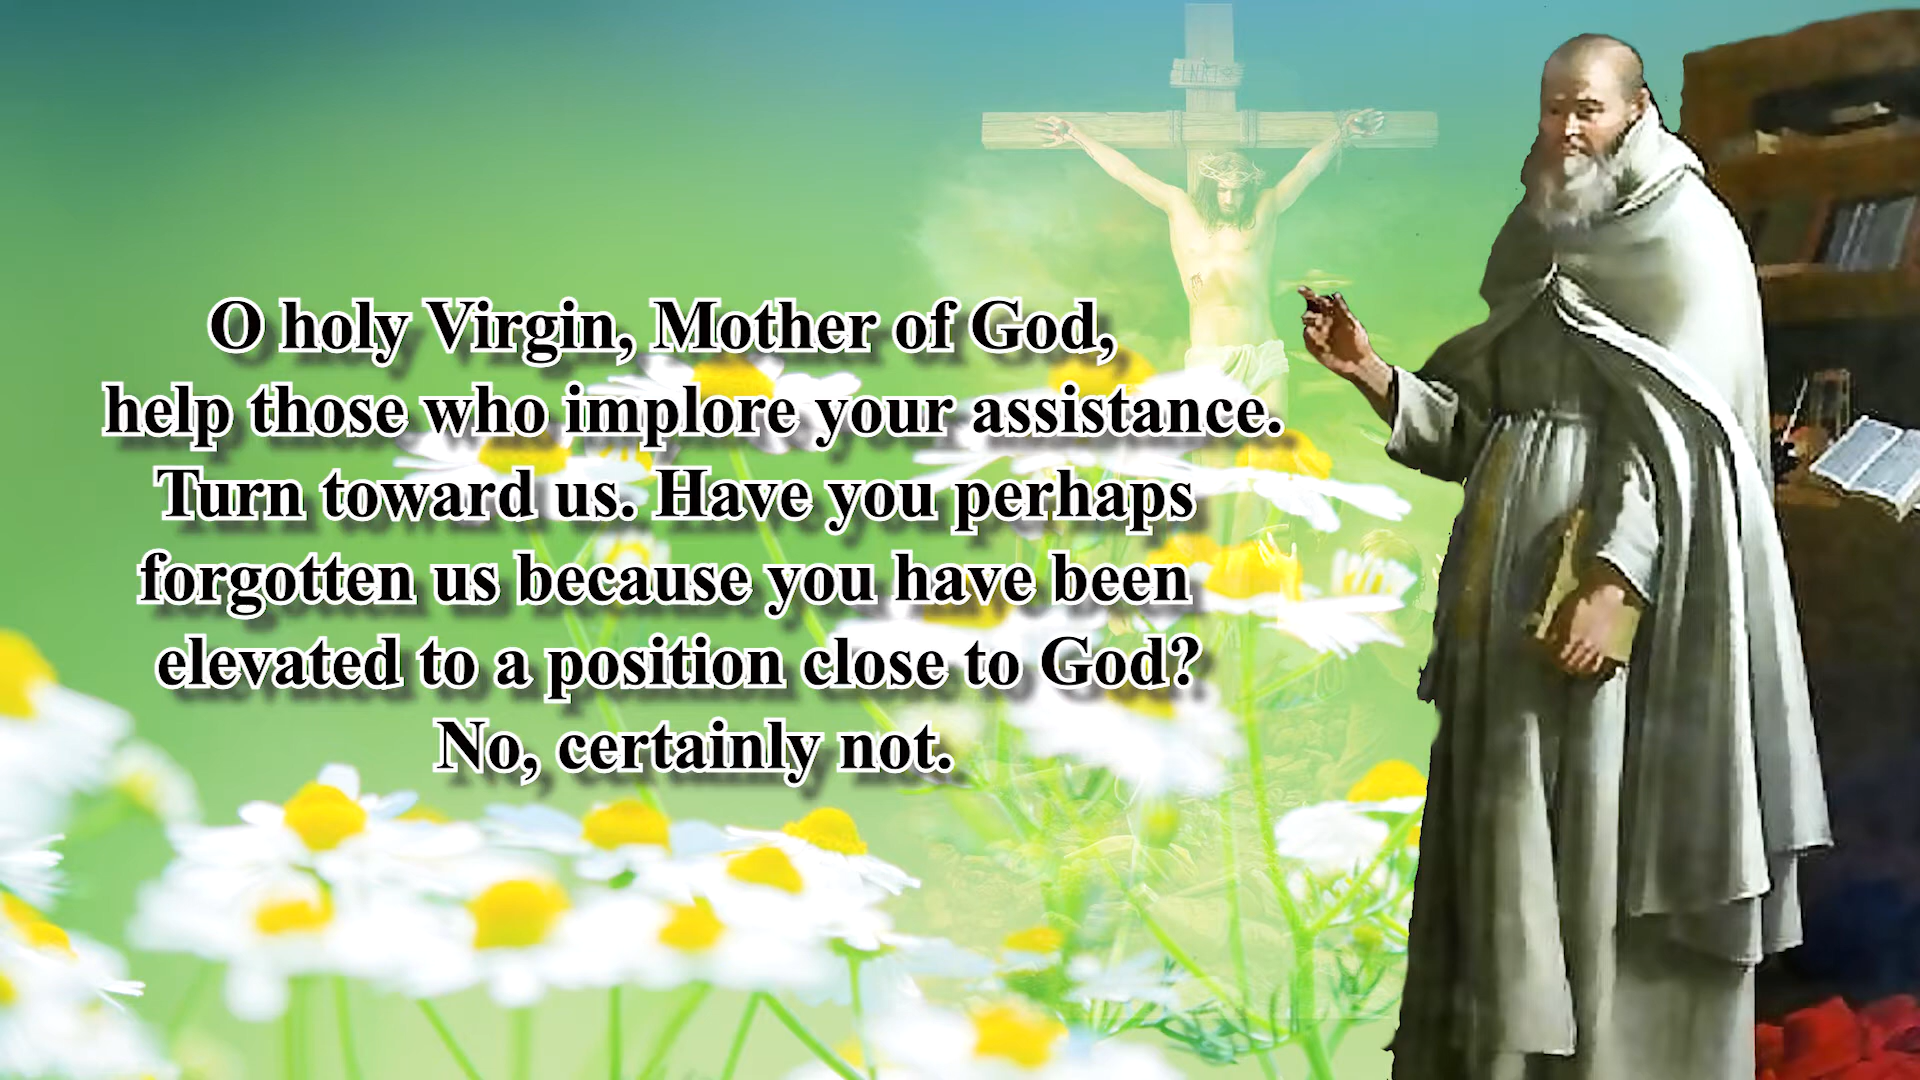 O holy Virgin, Mother of God,
help those who implore your assistance.
Turn toward us. Have you perhaps
forgotten us because you have been
elevated to a position close to God?
No, certainly not.